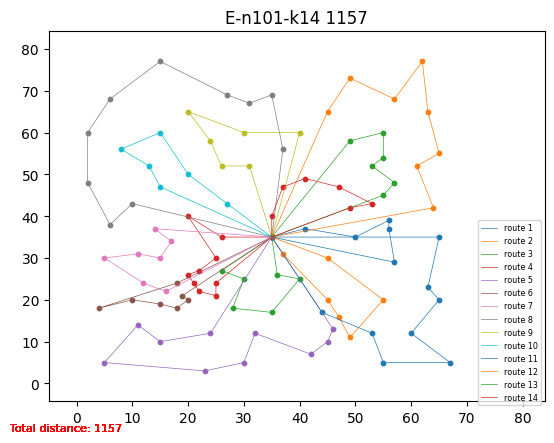 E-n101-k14 1157
80
70
60
50
40
30
20
10
0
route 1
route 2
route 3
route 4
route 5
route 6
route 7
route 8
route 9
route 10
route 11
route 12
route 13
route 14
0 10 20 30 40 50 60 70 80
Total distance: 1157